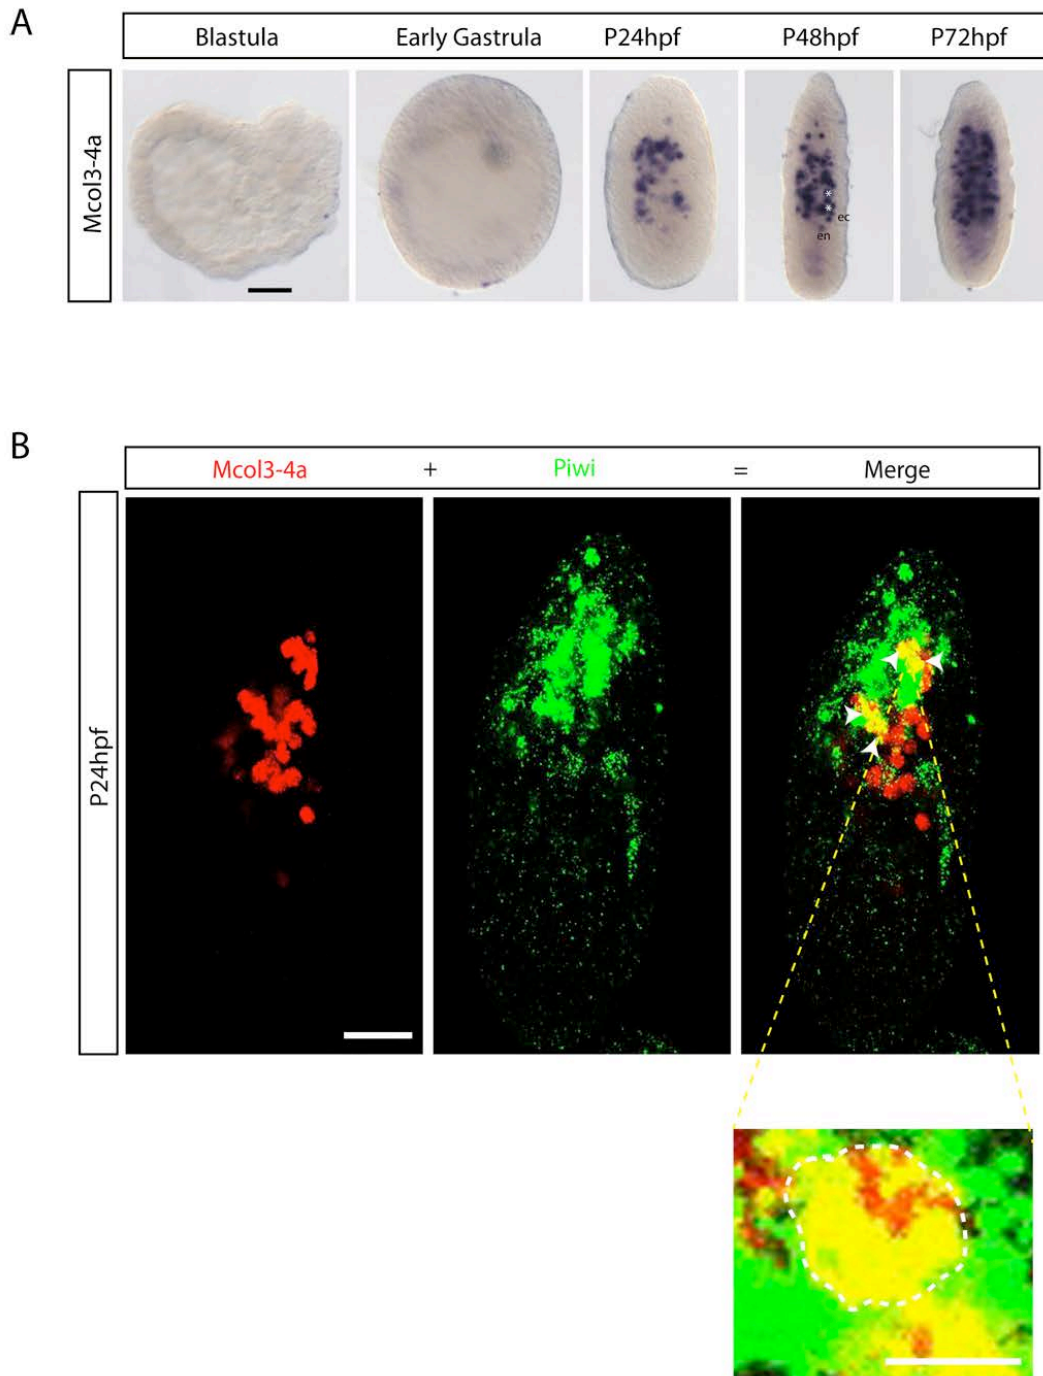 A
Blastula Early Gastrula P24hpf P48hpf P72hpf
Mcol3-4a
* *
ec
en
B
Mcol3-4a + Piwi = Merge
P24hpf